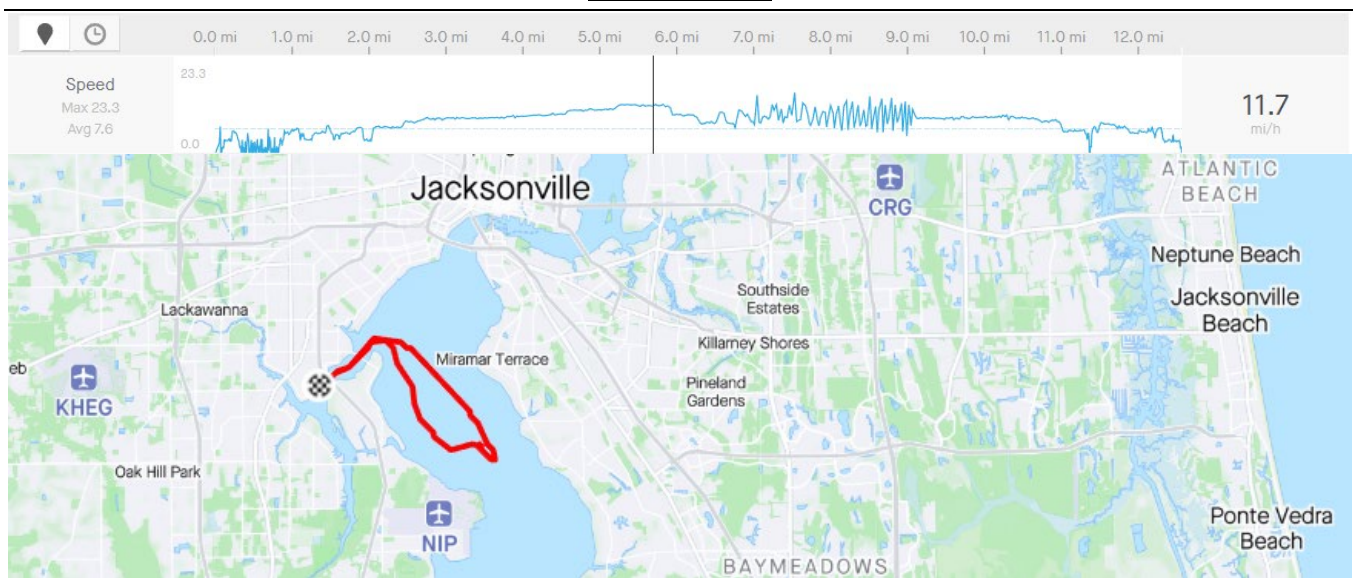 0.0 mi 1.0 mi 2.0 mi 3.0 mi 4.0 mi 5.0 mi 6.0 mi 7.0 mi 8.0 mi 9.0 mi 10.0 mi 11.0 mi 12.0 mi
Speed
Max 23.3
Avg 7.6
23.3
0.0
11.7
mi/h
Jacksonville
CRG
ATLANTIC
BEACH
Neptune Beach
Jacksonville
Beach
Lackawanna
Southside
Estates
Killarney Shores
Miramar Terrace
eb
KHEG
Pineland
Gardens
Oak Hill Park
NIP
Ponte Vedra
Beach
BAYMEADOWS